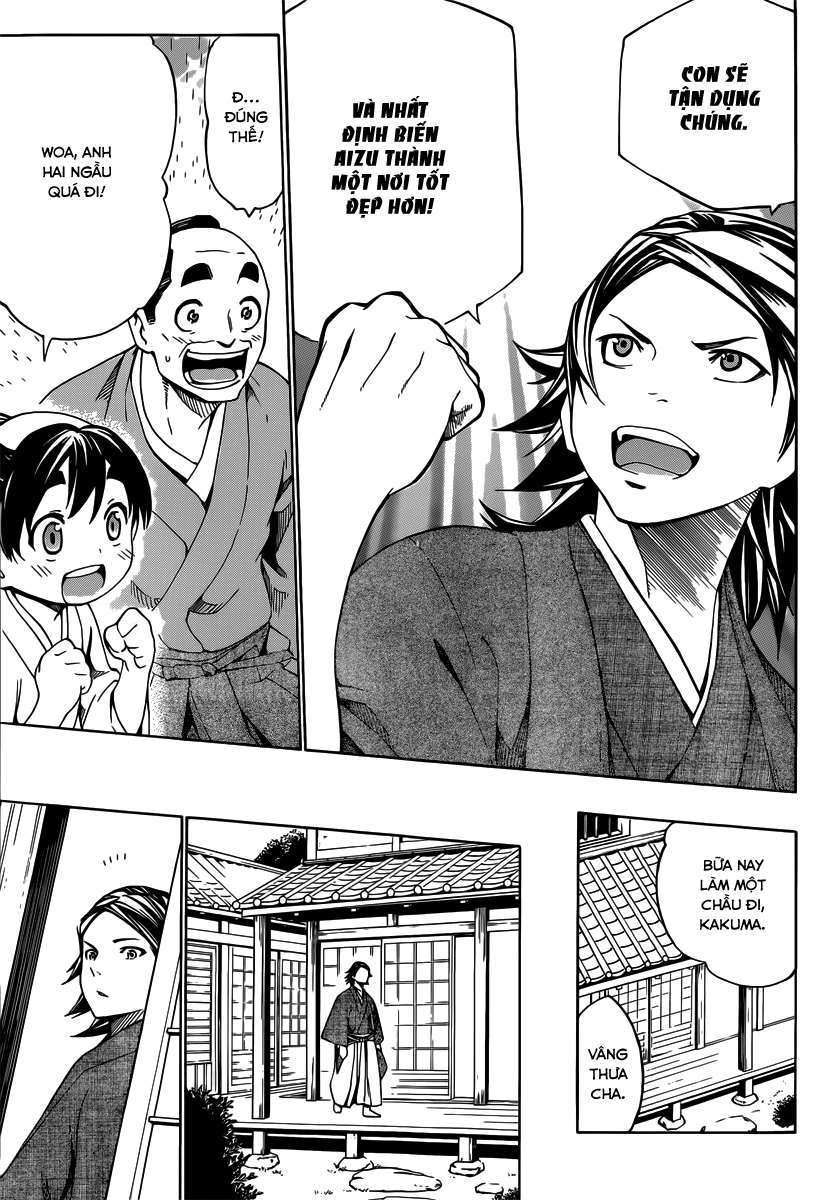 CON SẼ
TẬN DỤNG
CHÚNG.
VÀ NHẤT
ĐỊNH BIẾN
AIZU THÀNH
MỘT NƠI TỐT
ĐẸP HƠN!
Đ...
ĐÚNG
THẾ!
WOA, ANH
HAI NGẦU
QUÁ ĐI!
BỮA NAY
LÀM MỘT
CHẦU ĐI,
KAKUMA.
VÂNG
THƯA
CHA.